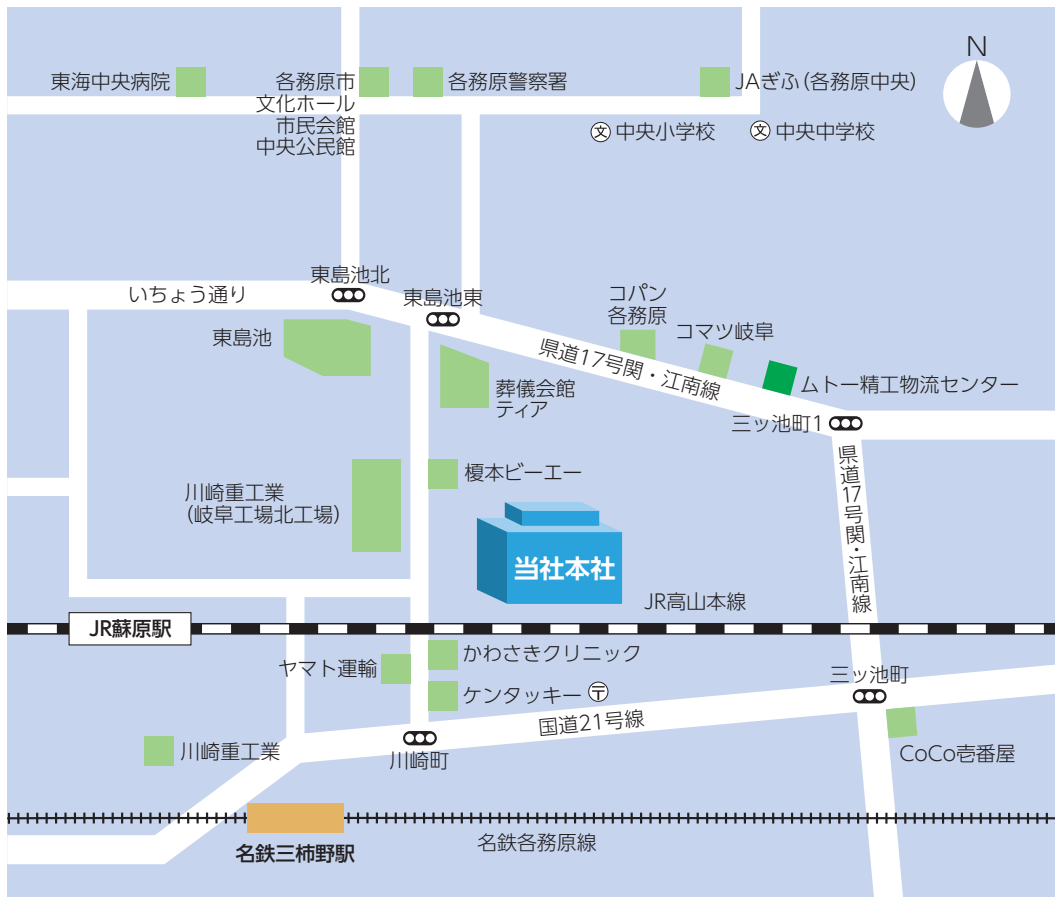 N
東海中央病院
各務原市
文化ホール
市民会館
中央公民館
各務原警察署
JAぎふ（各務原中央）
文 中央小学校
文 中央中学校
東島池北
いちょう通り
東島池東
コパン
各務原
コマツ岐阜
東島池
県道17号関・江南線
ムトー精工物流センター
葬儀会館
ティア
三ッ池町1
榎本ビーエー
県道17号関・江南線
川崎重工業
（岐阜工場北工場）
当社本社
JR高山本線
JR蘇原駅
かわさきクリニック
ヤマト運輸
三ッ池町
ケンタッキー 〒
国道21号線
川崎重工業
川崎町
CoCo壱番屋
名鉄各務原線
名鉄三柿野駅